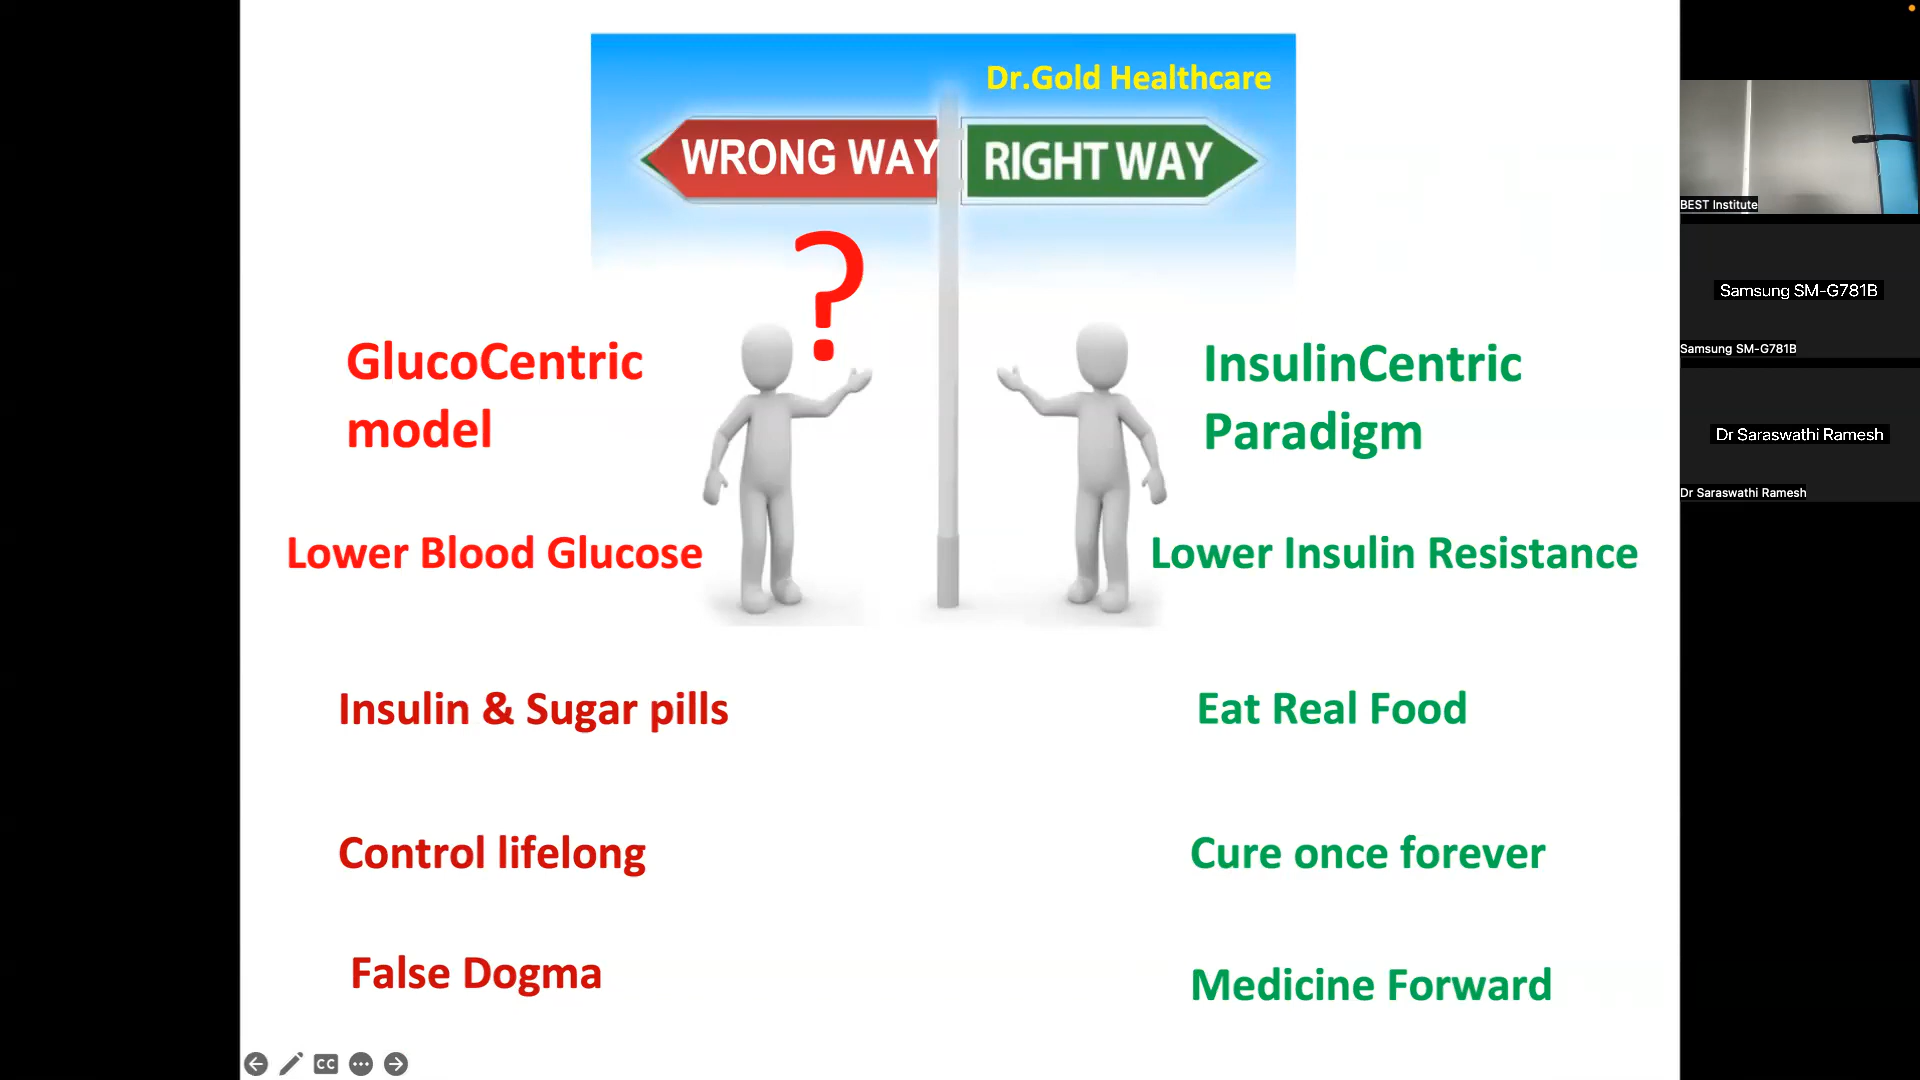 Dr.Gold Healthcare
WRONG WAY
RIGHT WAY
?
GlucoCentric
model
InsulinCentric
Paradigm
Lower Blood Glucose
Lower Insulin Resistance
Insulin & Sugar pills
Eat Real Food
Control lifelong
Cure once forever
False Dogma
Medicine Forward
CC
BEST Institute
Samsung SM-G781B
Samsung SM-G781B
Dr Saraswathi Ramesh
Dr Saraswathi Ramesh